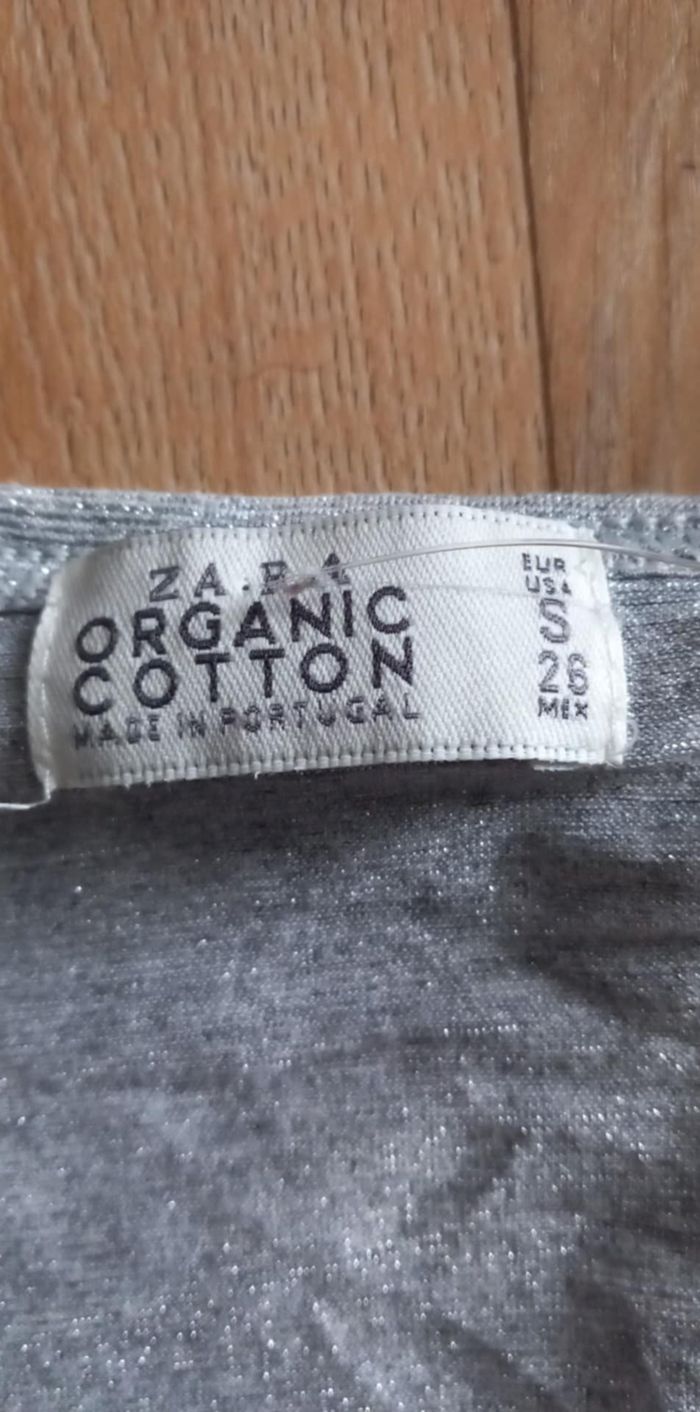 ZARA
ORGANIC
COTTON
MADE IN PORTUGAL
EUR
USA
S
26
MEX